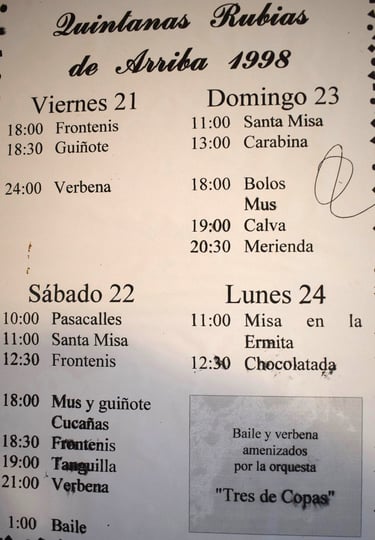 Quintanas Rubias
de Arriba 1998
Viernes 21
18:00 Frontenis
18:30 Guiñote
24:00 Verbena
Domingo 23
11:00 Santa Misa
13:00 Carabina
18:00 Bolos
Mus
19:00 Calva
20:30 Merienda
Sábado 22
10:00 Pasacalles
11:00 Santa Misa
12:30 Frontenis
18:00 Mus y guiñote
Cucañas
18:30 Frontenis
19:00 Tanguilla
21:00 Verbena
1:00 Baile
Lunes 24
11:00 Misa en la
Ermita
12:30 Chocolatada
Baile y verbena
amenizados
por la orquesta
"Tres de Copas"